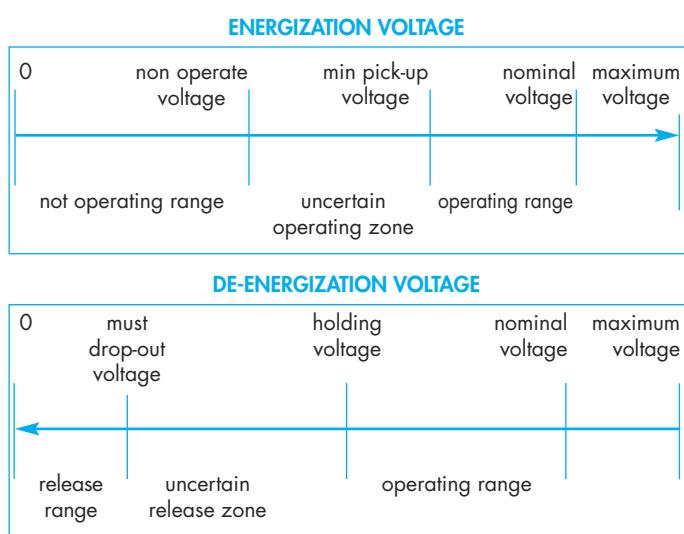 ENERGIZATION VOLTAGE
0 non operate min pick-up nominal maximum
voltage voltage voltage voltage
not operating range uncertain operating range
operating zone
DE-ENERGIZATION VOLTAGE
0 must holding nominal maximum
drop-out voltage voltage voltage
voltage
release uncertain operating range
range release zone